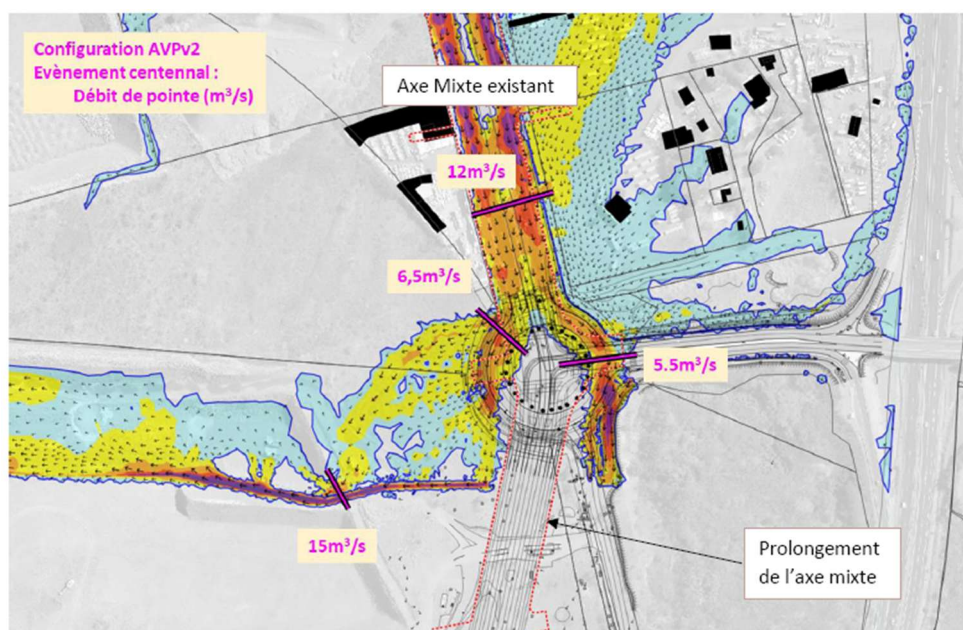 Configuration AVPv2
Evènement centennal :
Débit de pointe (m³/s)
Axe Mixte existant
12m³/s
6,5m³/s
5.5m³/s
15m³/s
Prolongement
de l'axe mixte